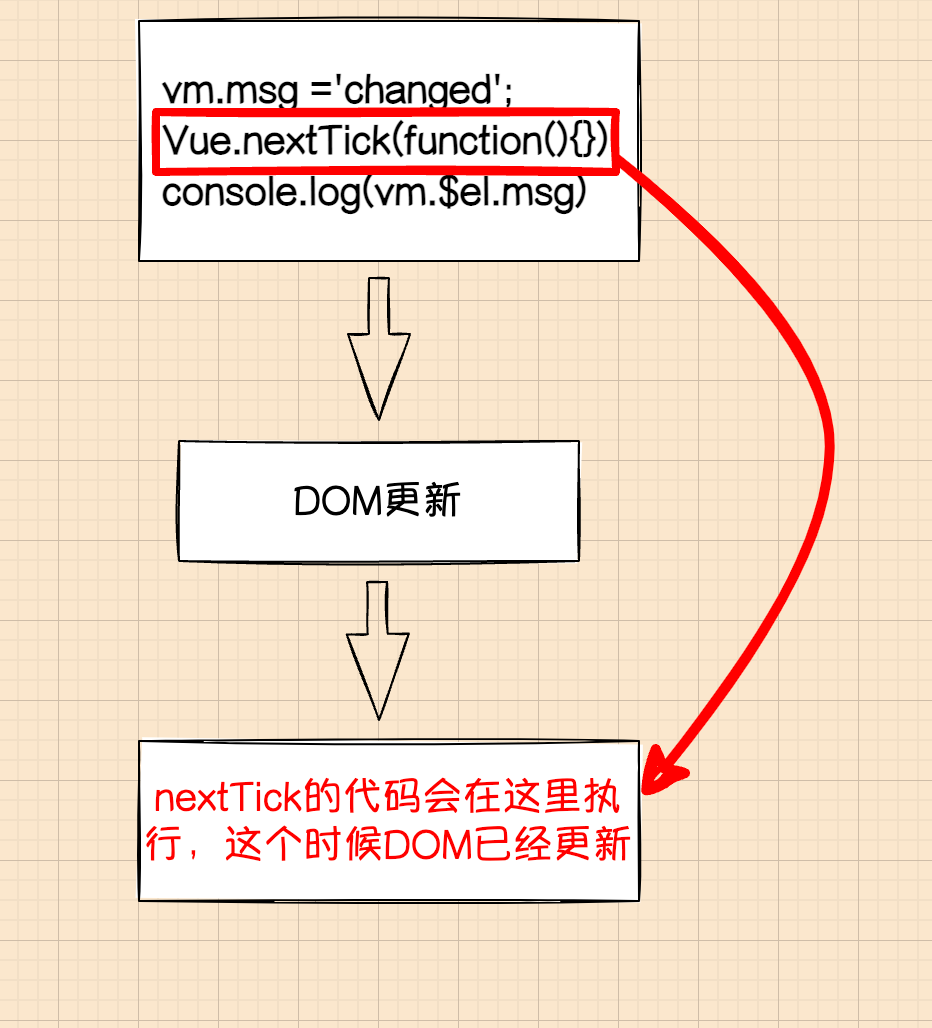 vm.msg ='changed';
Vue.nextTick(function(){})
console.log(vm.$el.msg)
DOM更新
nextTick的代码会在这里执
行，这个时候DOM已经更新